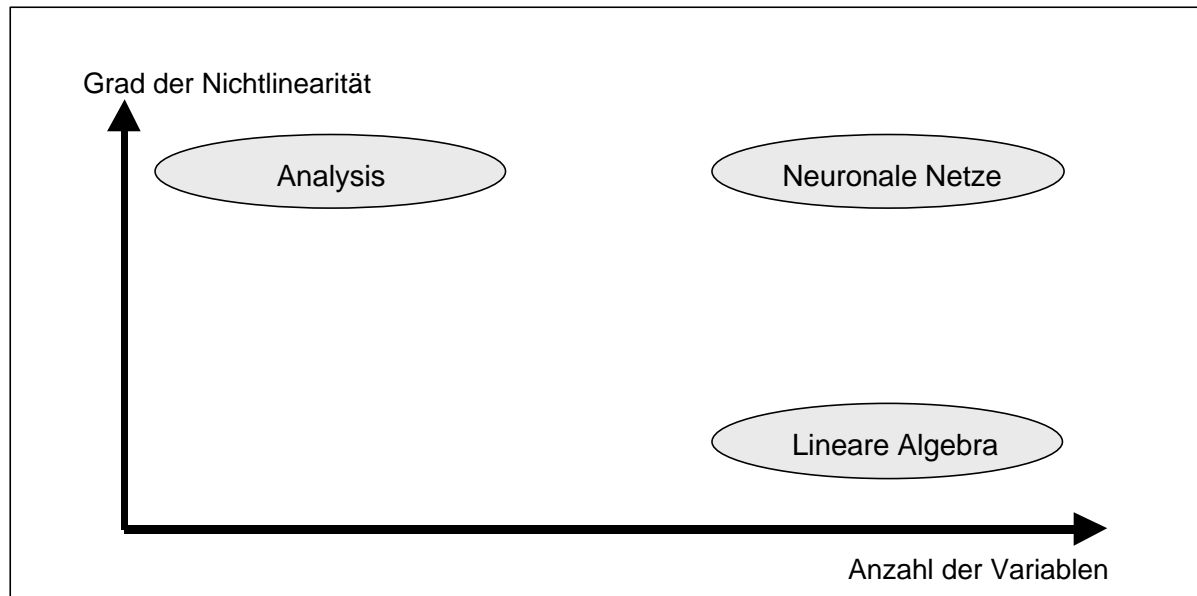 Grad der Nichtlinearität
Analysis
Neuronale Netze
Lineare Algebra
Anzahl der Variablen